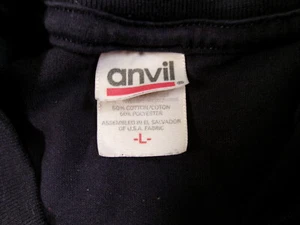 anvil
50% COTTON/COTON
50% POLYESTER
ASSEMBLED IN EL SALVADOR
OF U.S.A. FABRIC
-L-